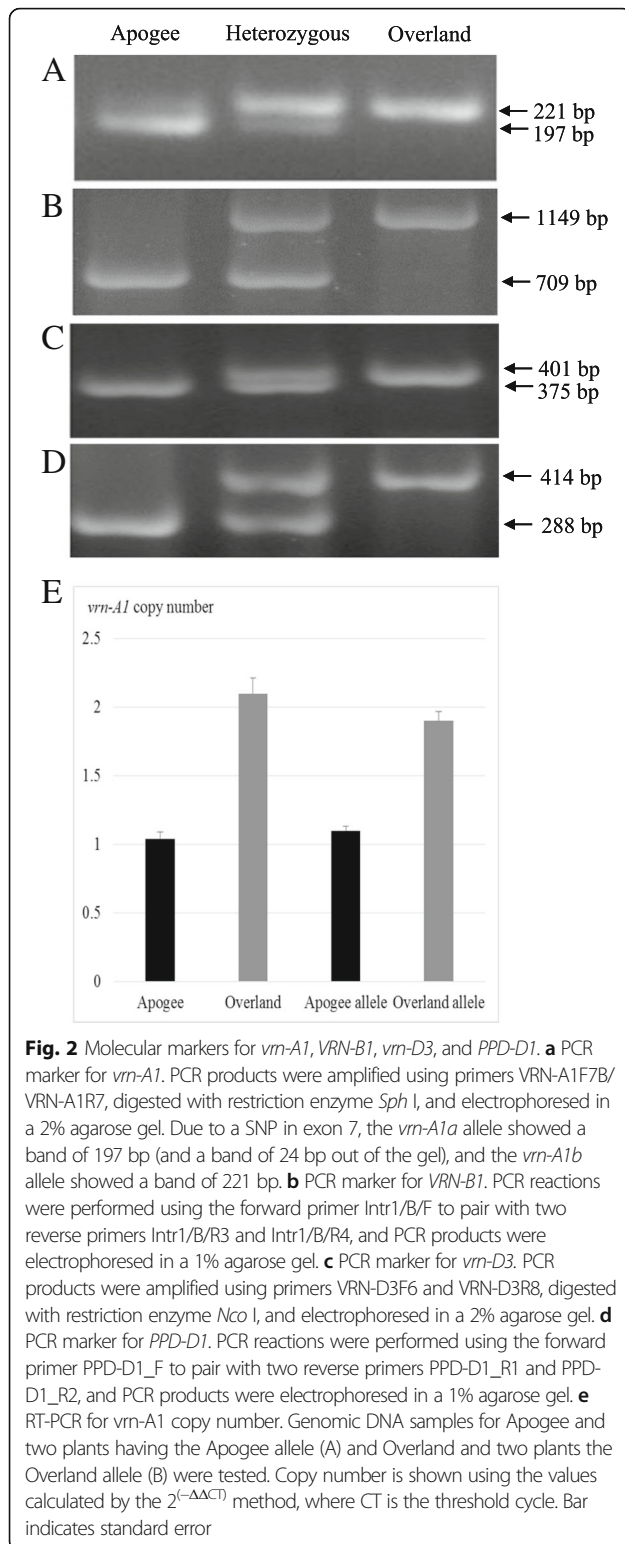 Apogee Heterozygous Overland
A
221 bp
197 bp
B
1149 bp
709 bp
C
401 bp
375 bp
D
414 bp
288 bp
E
vrn-A1 copy number
2.5
2
1.5
1
0.5
0
Apogee Overland Apogee allele Overland allele
Fig. 2 Molecular markers for vrn-A1, VRN-B1, vrn-D3, and PPD-D1. a PCR
marker for vrn-A1. PCR products were amplified using primers VRN-A1F7B/
VRN-A1R7, digested with restriction enzyme Sph I, and electrophoresed in
a 2% agarose gel. Due to a SNP in exon 7, the vrn-A1a allele showed a
band of 197 bp (and a band of 24 bp out of the gel), and the vrn-A1b
allele showed a band of 221 bp. b PCR marker for VRN-B1. PCR reactions
were performed using the forward primer Intr1/B/F to pair with two
reverse primers Intr1/B/R3 and Intr1/B/R4, and PCR products were
electrophoresed in a 1% agarose gel. c PCR marker for vrn-D3. PCR
products were amplified using primers VRN-D3F6 and VRN-D3R8, digested
with restriction enzyme Nco I, and electrophoresed in a 2% agarose gel. d
PCR marker for PPD-D1. PCR reactions were performed using the forward
primer PPD-D1_F to pair with two reverse primers PPD-D1_R1 and PPD-
D1_R2, and PCR products were electrophoresed in a 1% agarose gel. e
RT-PCR for vrn-A1 copy number. Genomic DNA samples for Apogee and
two plants having the Apogee allele (A) and Overland and two plants the
Overland allele (B) were tested. Copy number is shown using the values
calculated by the 2(−ΔΔCT) method, where CT is the threshold cycle. Bar
indicates standard error